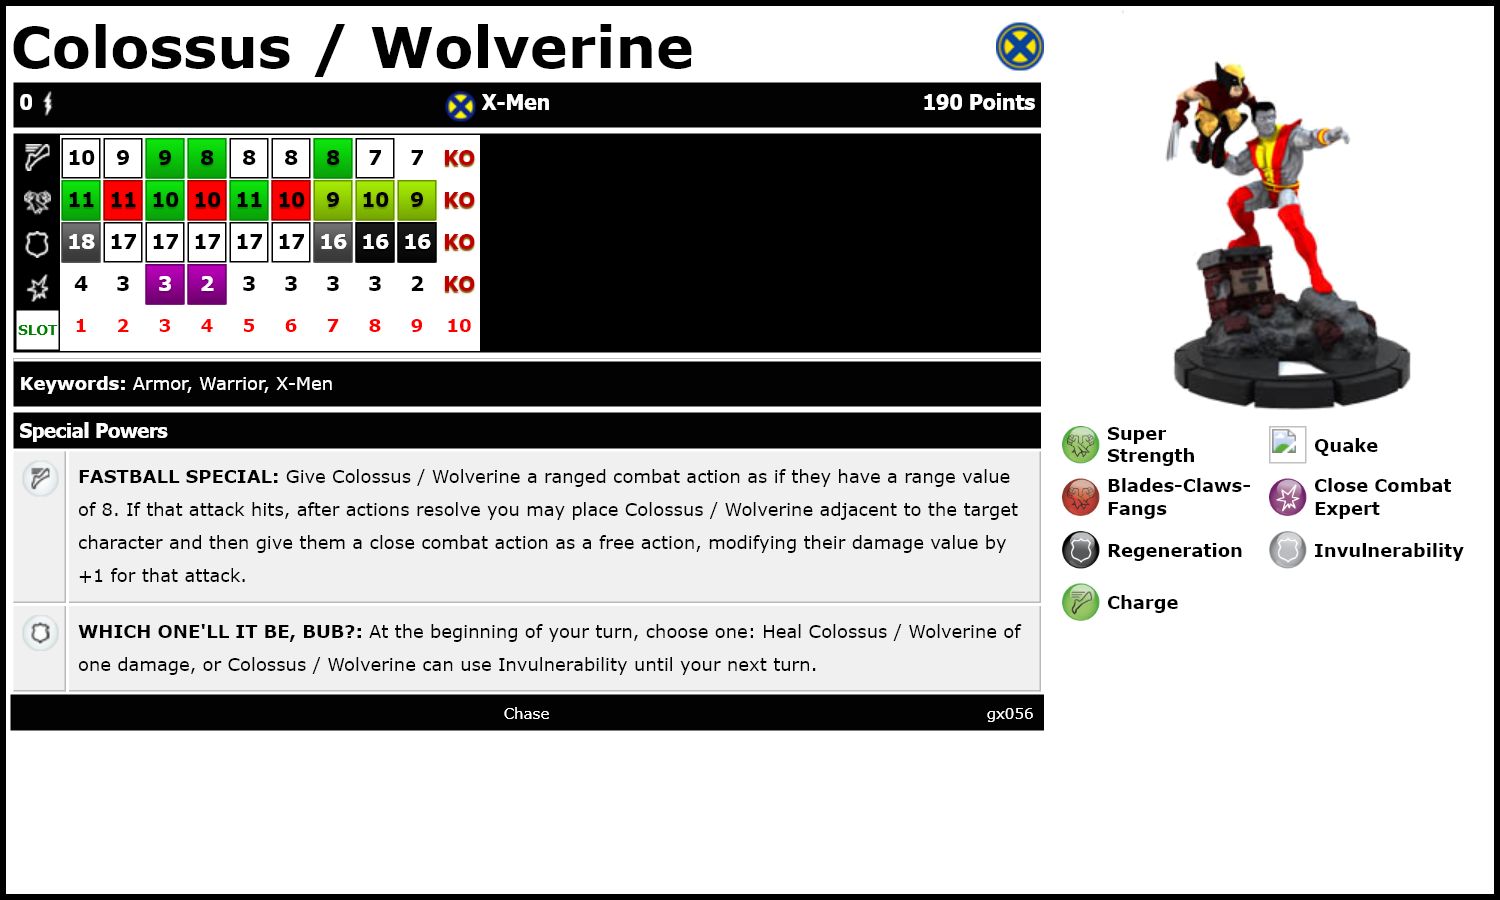 Colossus / Wolverine
0 X-Men 190 Points
10 9 9 8 8 8 8 7 7 KO
11 11 10 10 11 10 9 10 9 KO
18 17 17 17 17 17 16 16 16 KO
4 3 3 2 3 3 3 3 2 KO
SLOT 1 2 3 4 5 6 7 8 9 10
Keywords: Armor, Warrior, X-Men
Special Powers
FASTBALL SPECIAL: Give Colossus / Wolverine a ranged combat action as if they have a range value
of 8. If that attack hits, after actions resolve you may place Colossus / Wolverine adjacent to the target
character and then give them a close combat action as a free action, modifying their damage value by
+1 for that attack.
WHICH ONE'LL IT BE, BUB?: At the beginning of your turn, choose one: Heal Colossus / Wolverine of
one damage, or Colossus / Wolverine can use Invulnerability until your next turn.
Chase gx056
Super
Strength
Quake
Blades-Claws-
Fangs
Close Combat
Expert
Regeneration
Invulnerability
Charge